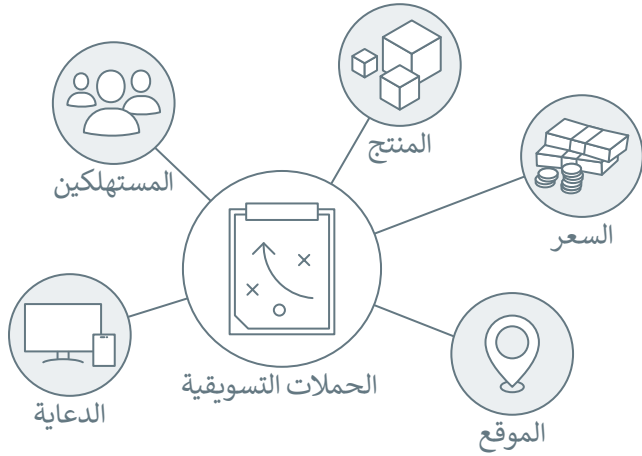 المنتج
المستهلكين
السعر
الحملات التسويقية
الدعاية
الموقع